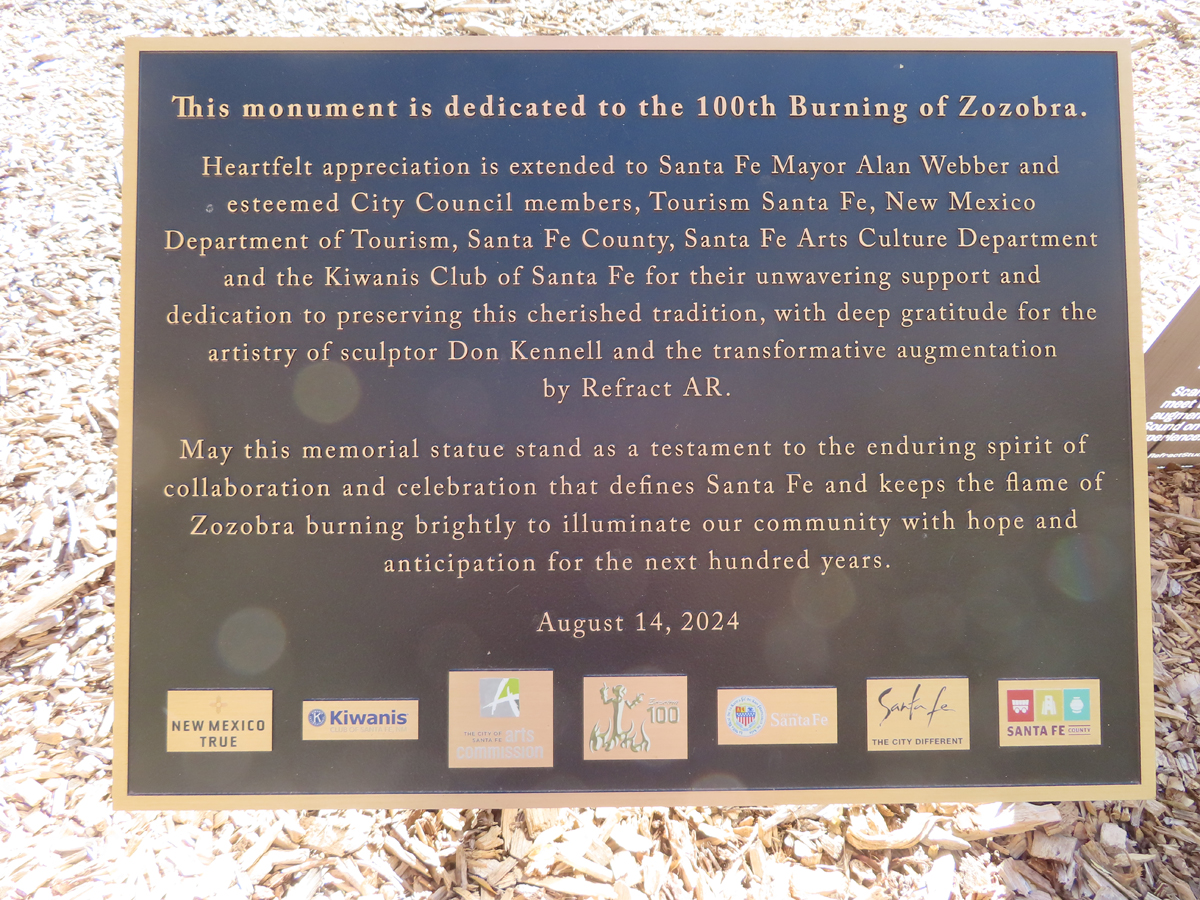 This monument is dedicated to the 100th Burning of Zozobra.
Heartfelt appreciation is extended to Santa Fe Mayor Alan Webber and
esteemed City Council members, Tourism Santa Fe, New Mexico
Department of Tourism, Santa Fe County, Santa Fe Arts Culture Department
and the Kiwanis Club of Santa Fe for their unwavering support and
dedication to preserving this cherished tradition, with deep gratitude for the
artistry of sculptor Don Kennell and the transformative augmentation
by Refract AR.
May this memorial statue stand as a testament to the enduring spirit of
collaboration and celebration that defines Santa Fe and keeps the flame of
Zozobra burning brightly to illuminate our community with hope and
anticipation for the next hundred years.
August 14, 2024
NEW MEXICO
TRUE
Kiwanis
THE CITY OF
SANTA FE
arts
commission
100
Santa Fe
Santa Fe
THE CITY DIFFERENT
SANTA FE COUNTY
Scan
meet